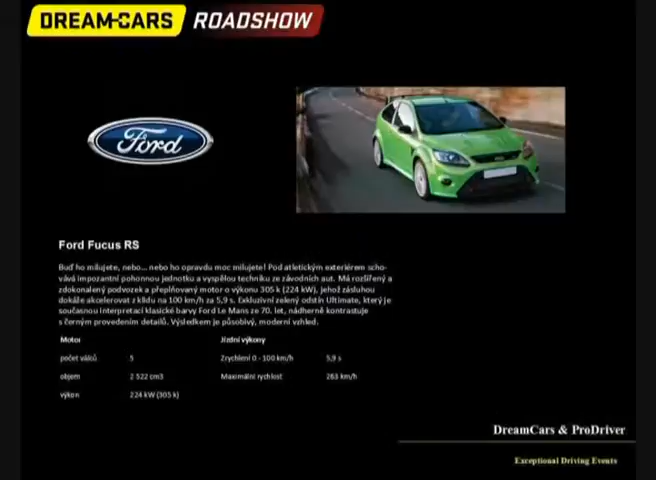 DREAM-CARS ROADSHOW
Ford
Ford Fucus RS
Buď ho milujete, nebo... nebo ho opravdu moc milujete! Pod atletickým exteriérem scho-
vává impozantní pohonnou jednotku a vyspělou techniku ze závodních aut. Má rozšířený a
zdokonalený podvozek a přeplňovaný motor o výkonu 305 k (224 kW), jehož zásluhou
dokáže akcelerovat z klidu na 100 km/h za 5,9 s. Exkluzivní zelený odstín Ultimate, který je
současnou interpretací klasické barvy Ford Le Mans ze 70. let, nádherně kontrastuje
s černým provedením detailů. Výsledkem je působivý, moderní vzhled.
Motor Jízdní výkony
počet válců 5 Zrychlení 0 - 100 km/h 5,9 s
objem 2 522 cm3 Maximální rychlost 263 km/h
výkon 224 kW (305 k)
DreamCars & ProDriver
Exceptional Driving Events